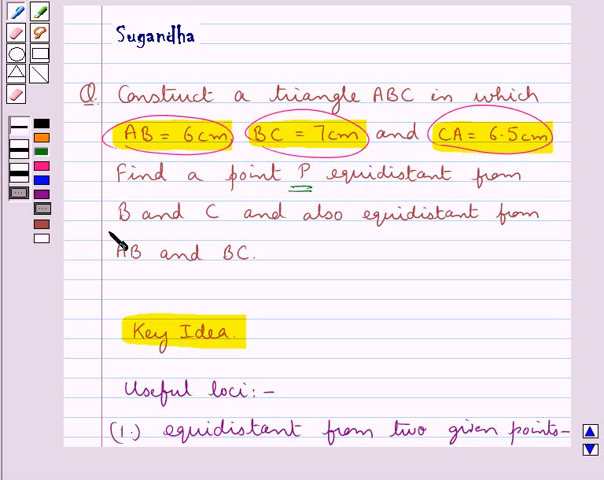 Sugandha
Q. Construct a triangle ABC in which
AB = 6cm BC = 7cm and CA = 6.5cm
Find a point P equidistant from
B and C and also equidistant from
AB and BC.
Key Idea.
Useful loci:-
(1.) equidistant from two given points-